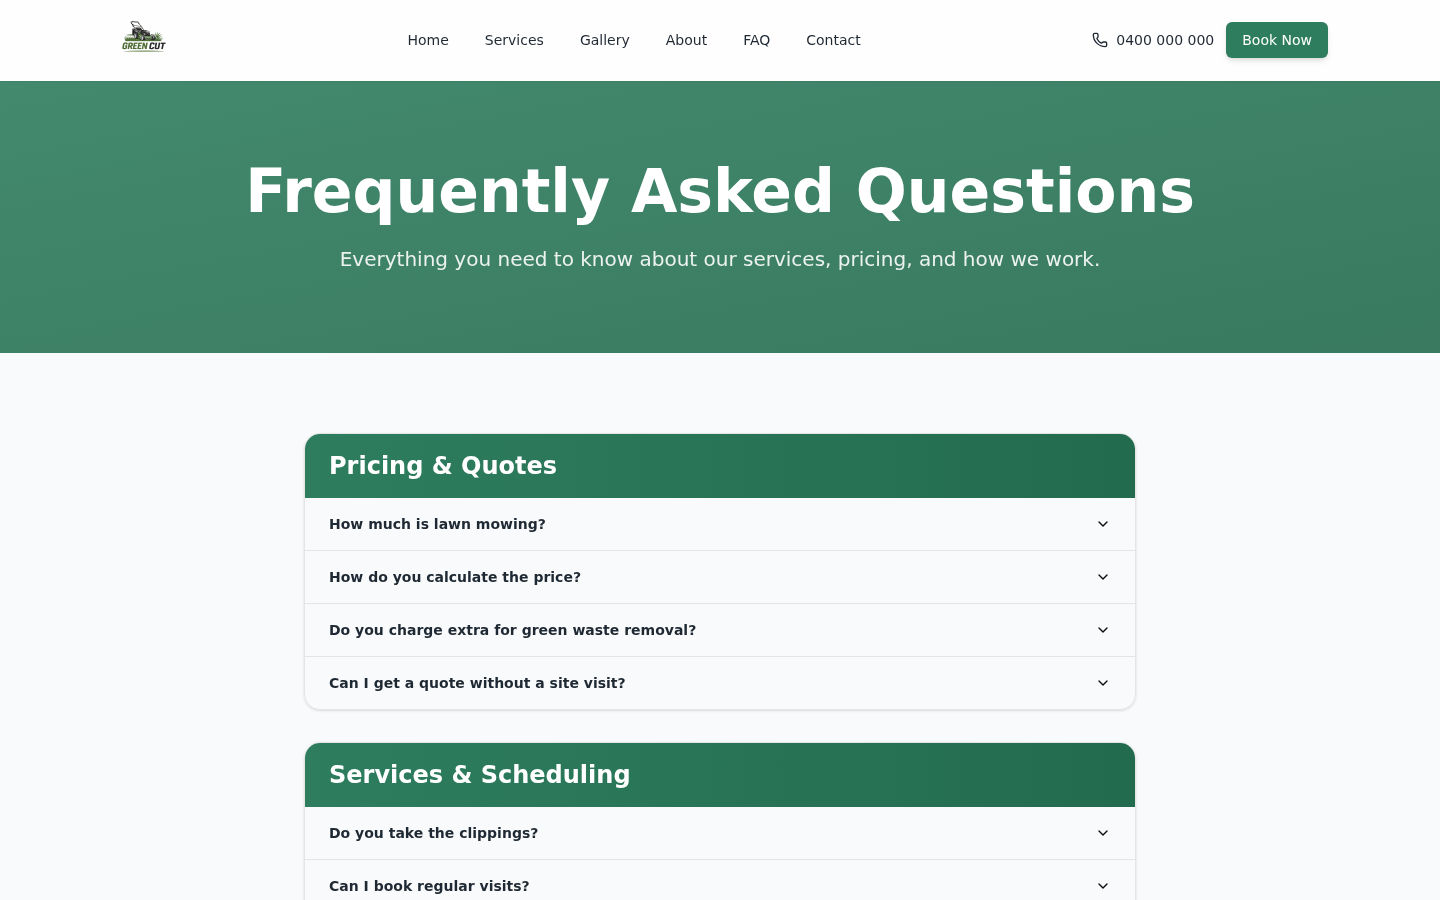 GREEN CUT
Home
Services
Gallery
About
FAQ
Contact
0400 000 000
Book Now
Frequently Asked Questions
Everything you need to know about our services, pricing, and how we work.
Pricing & Quotes
How much is lawn mowing?
How do you calculate the price?
Do you charge extra for green waste removal?
Can I get a quote without a site visit?
Services & Scheduling
Do you take the clippings?
Can I book regular visits?